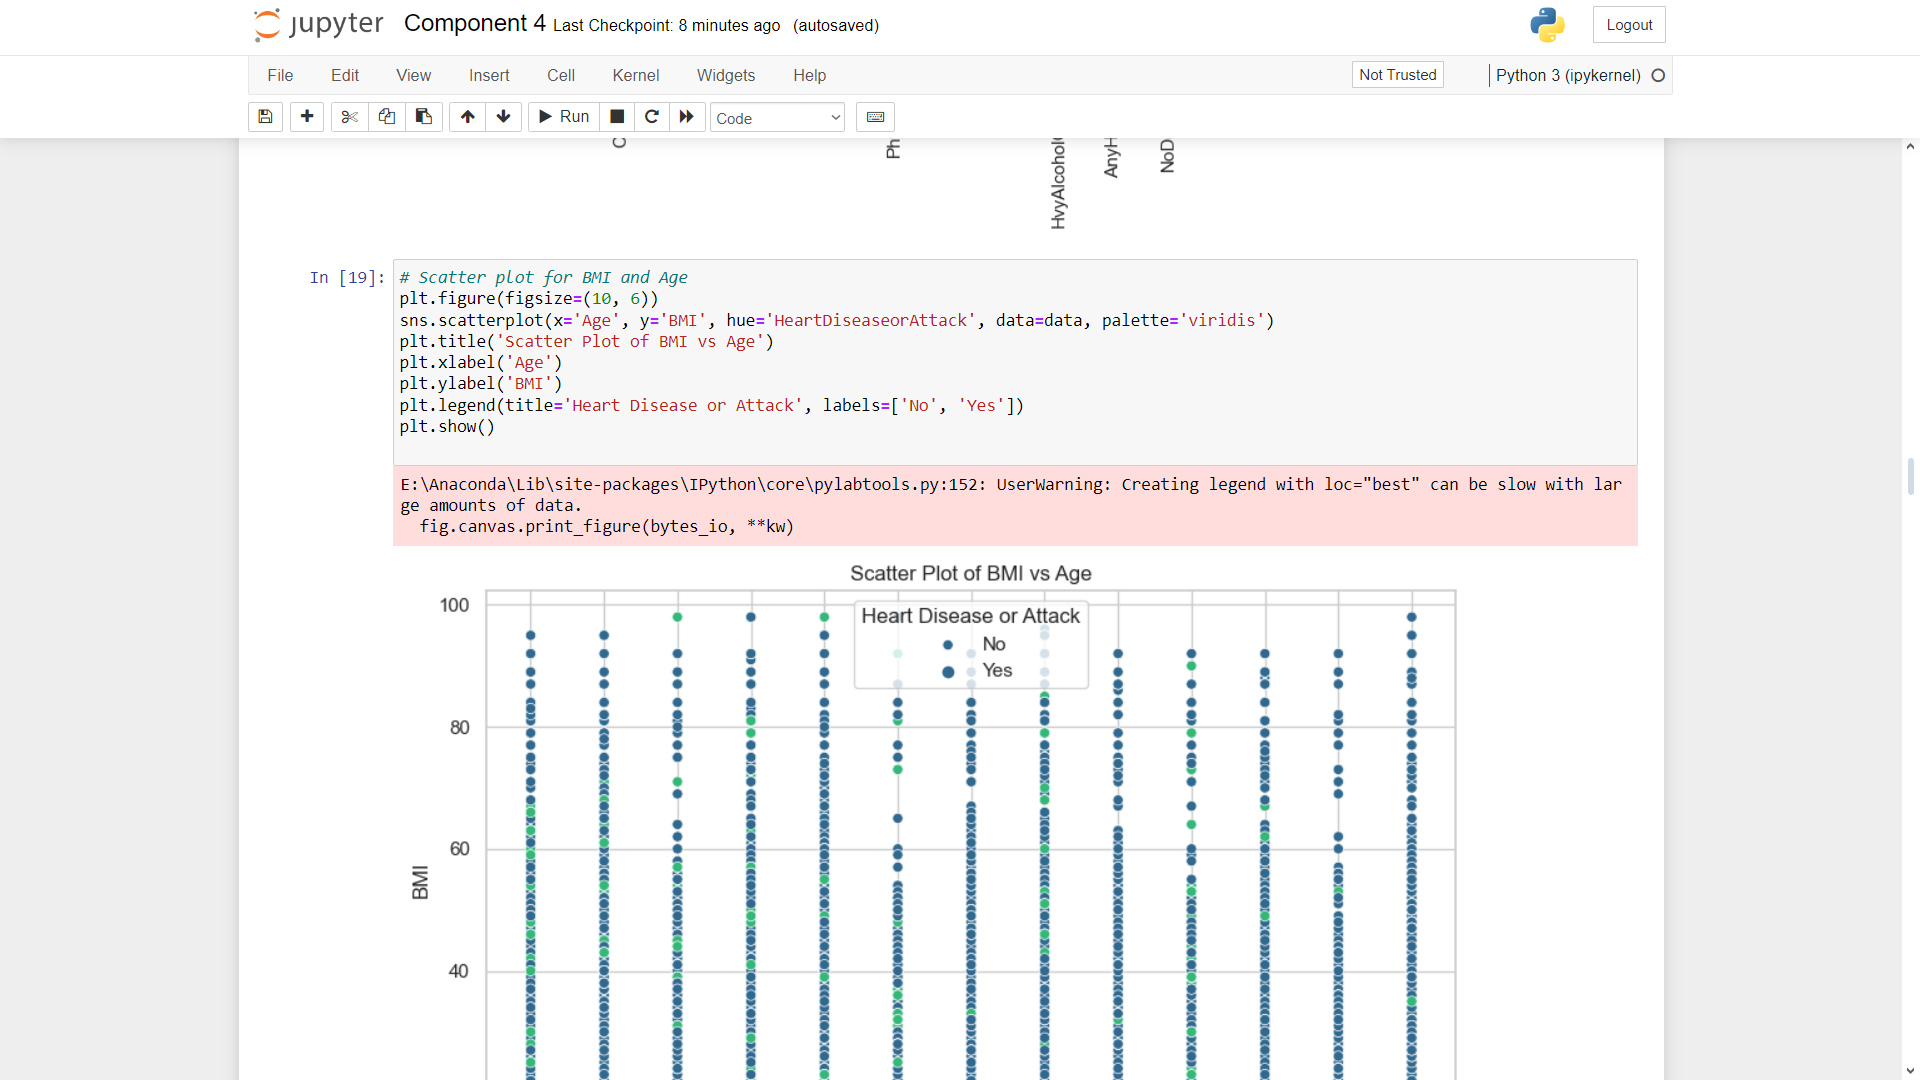 jupyter Component 4 Last Checkpoint: 8 minutes ago (autosaved)
Logout
File Edit View Insert Cell Kernel Widgets Help
Not Trusted
Python 3 (ipykernel)
Run
Code
C
Ph
HvyAlcohol
AnyH
NoD
In [19]:
# Scatter plot for BMI and Age
plt.figure(figsize=(10, 6))
sns.scatterplot(x='Age', y='BMI', hue='HeartDiseaseorAttack', data=data, palette='viridis')
plt.title('Scatter Plot of BMI vs Age')
plt.xlabel('Age')
plt.ylabel('BMI')
plt.legend(title='Heart Disease or Attack', labels=['No', 'Yes'])
plt.show()
E:\Anaconda\Lib\site-packages\IPython\core\pylabtools.py:152: UserWarning: Creating legend with loc="best" can be slow with lar
ge amounts of data.
  fig.canvas.print_figure(bytes_io, **kw)
Scatter Plot of BMI vs Age
Heart Disease or Attack
No
Yes
100
80
60
40
BMI